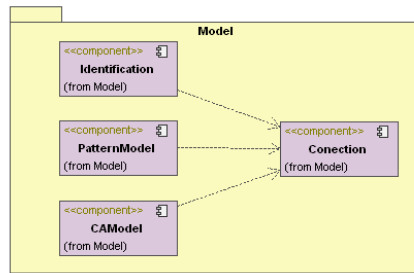 Model
<<component>>
Identification
(from Model)
<<component>>
PatternModel
(from Model)
<<component>>
Conection
(from Model)
<<component>>
CAModel
(from Model)